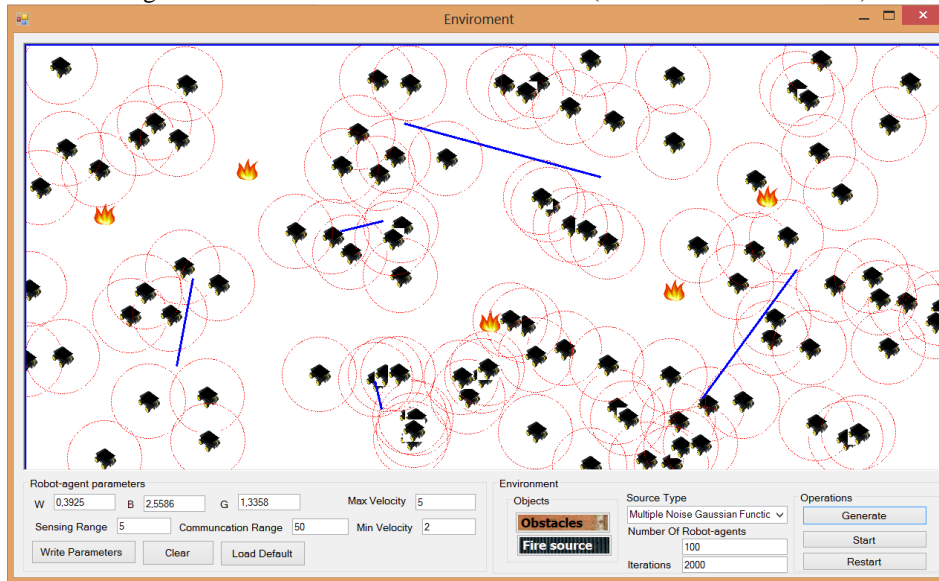 Enviroment
Robot-agent parameters
W 0,3925 B 2,5586 G 1,3358 Max Velocity 5
Sensing Range 5 Communcation Range 50 Min Velocity 2
Write Parameters Clear Load Default
Environment
Objects
Obstacles
Fire source
Source Type
Multiple Noise Gaussian Functic
Number Of Robot-agents
100
Iterations 2000
Operations
Generate
Start
Restart